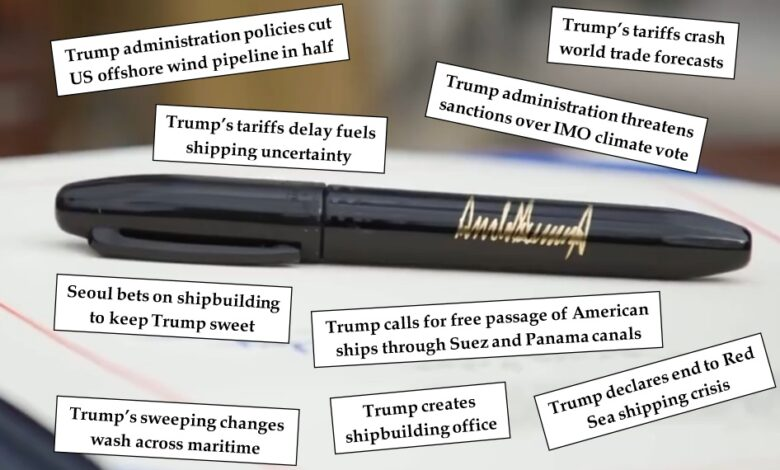 Trump administration policies cut
US offshore wind pipeline in half
Trump's tariffs crash
world trade forecasts
Trump administration threatens
sanctions over IMO climate vote
Trump's tariffs delay fuels
shipping uncertainty
Seoul bets on shipbuilding
to keep Trump sweet
Trump calls for free passage of American
ships through Suez and Panama canals
Trump declares end to Red
Sea shipping crisis
Trump creates
shipbuilding office
Trump's sweeping changes
wash across maritime